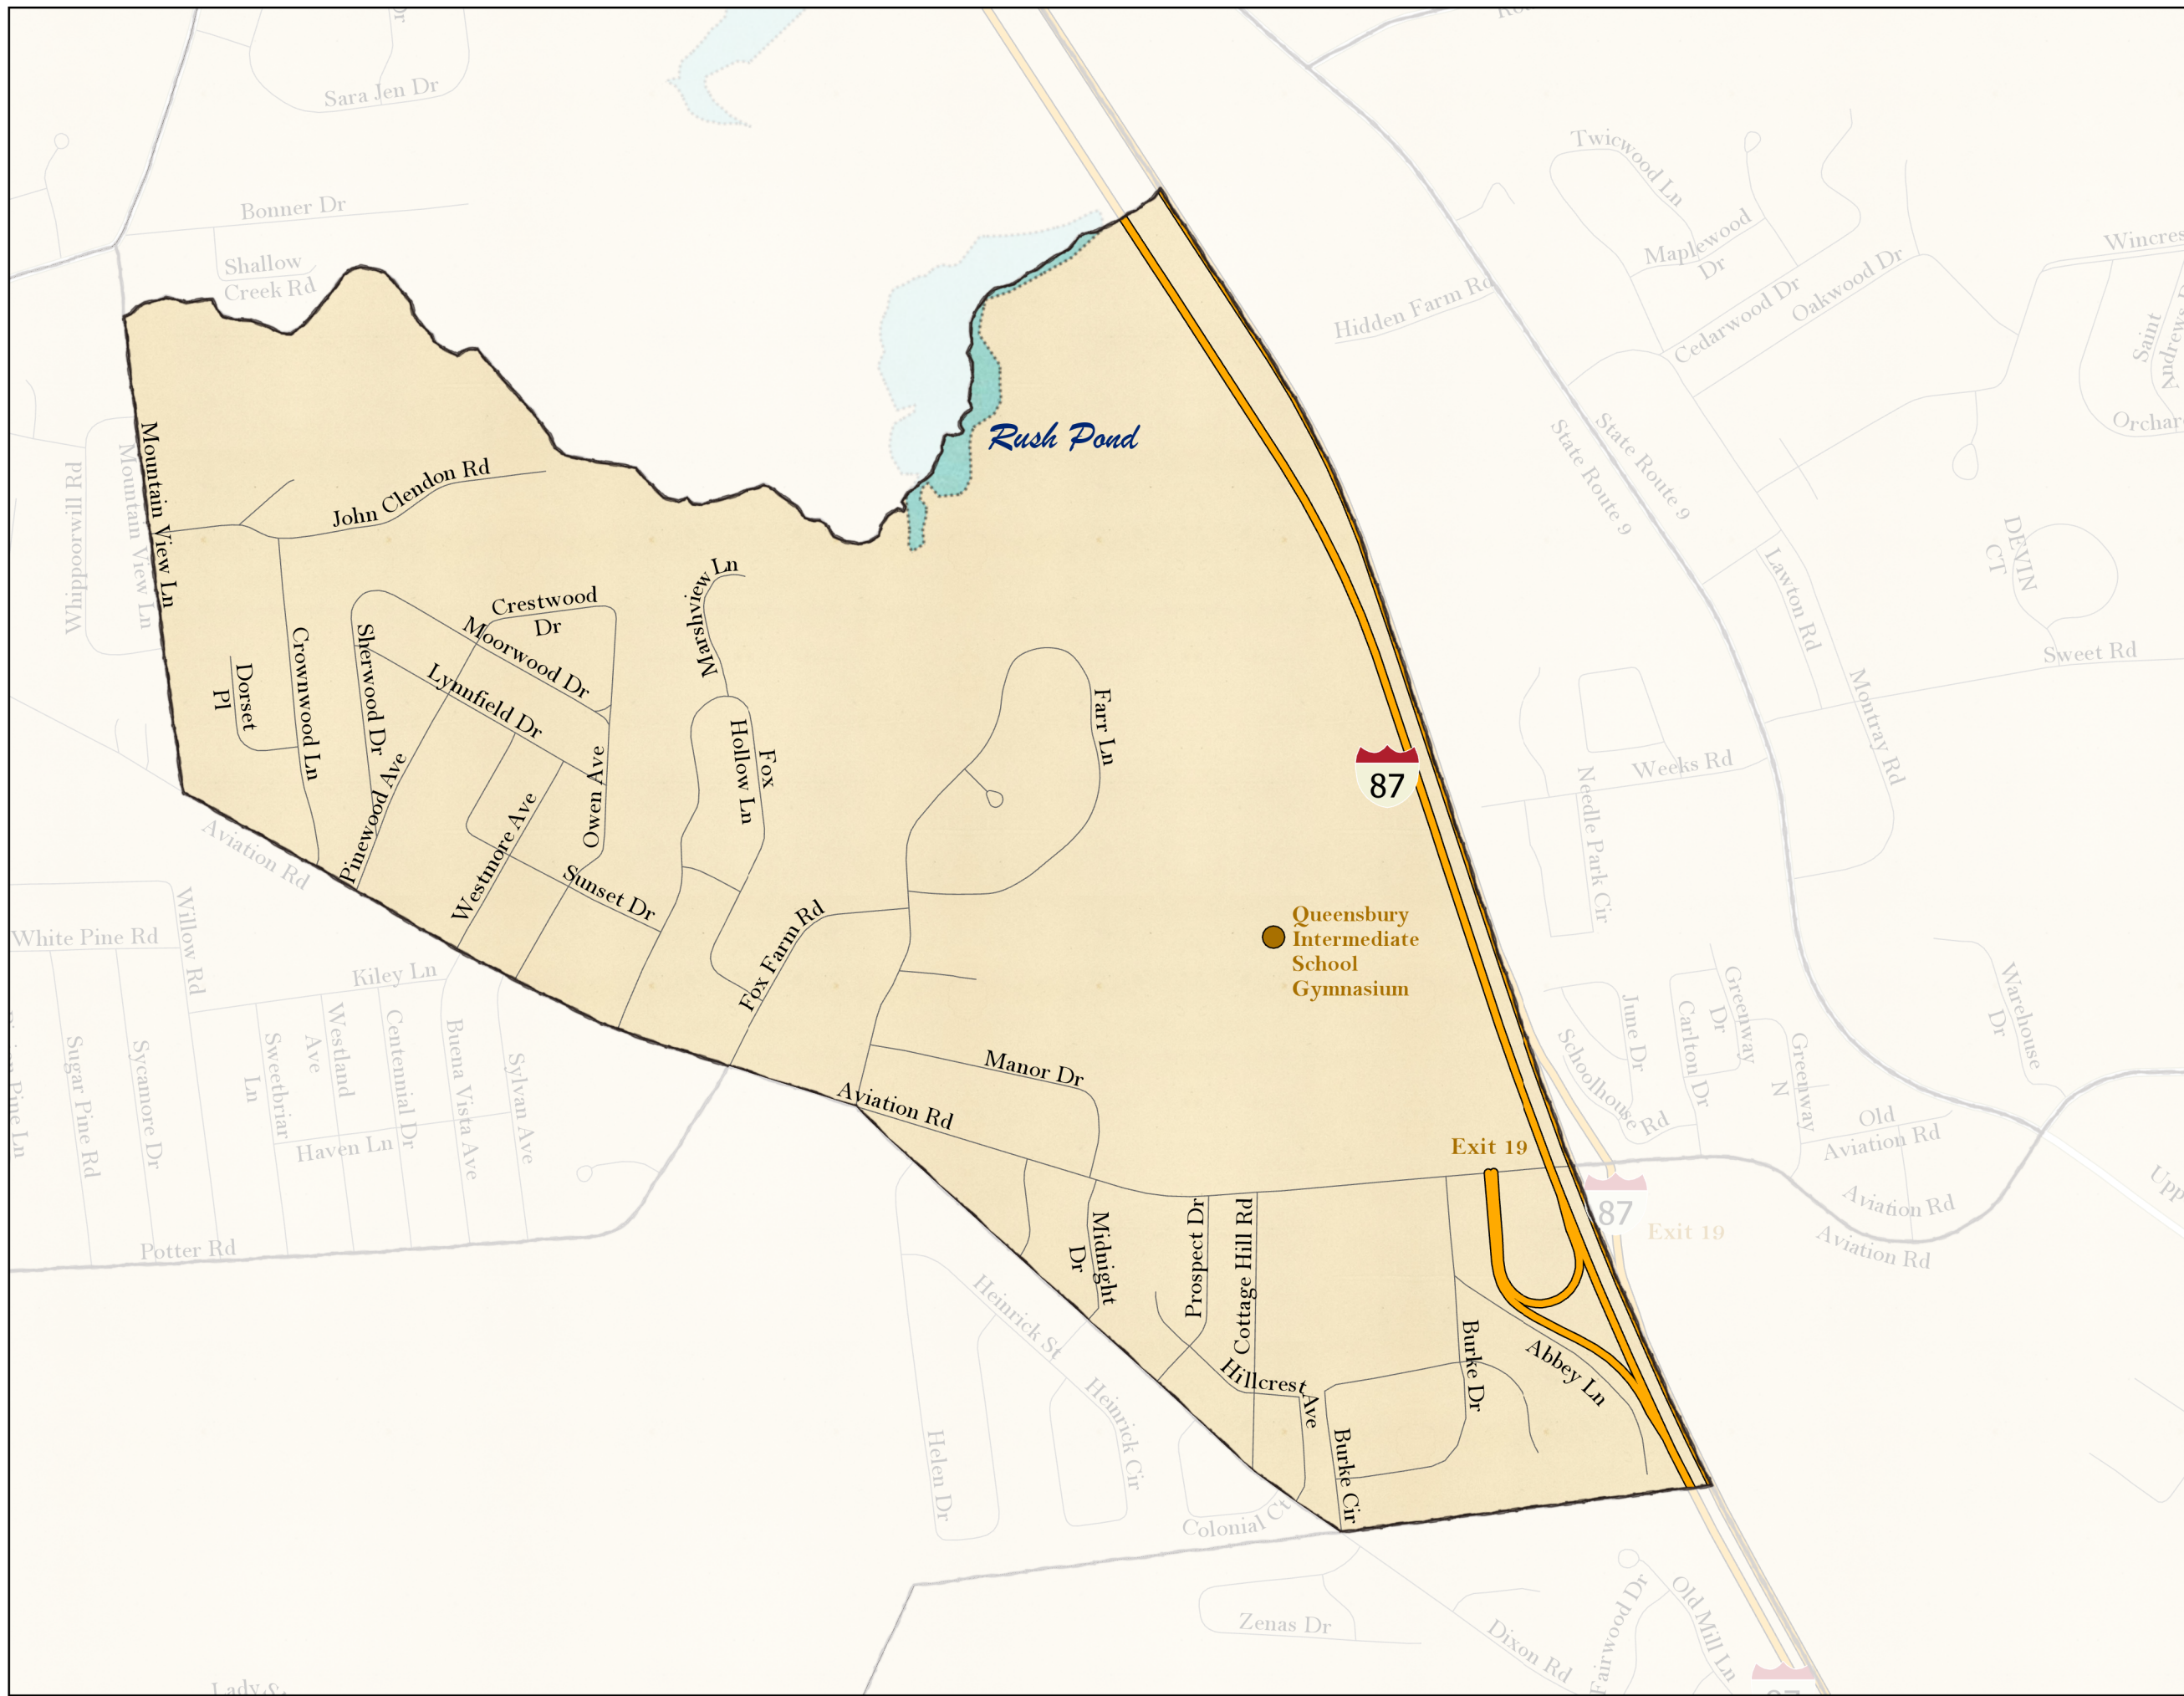 Dr
Sara Jen Dr
Bonner Dr
Shallow
Creek Rd
Twicwood Ln
Maplewood
Dr
Cedarwood Dr
Oakwood Dr
Hidden Farm Rd
Saint
Rush Pond
State Route 9
State Route 9
Mountain View Ln
Mountain View Ln
Whippoorwill Rd
John Clendon Rd
DEVIN
CT
Lawton Rd
Sweet Rd
Montray Rd
Marshview Ln
Crestwood
Dr
Moorwood Dr
Lynnfield Dr
Sherwood Dr
Crownwood Ln
Dorset
Pl
Pinewood Ave
Westmore Ave
Owen Ave
Sunset Dr
Fox
Hollow Ln
Farr Ln
87
Weeks Rd
Needle Park Cir
Aviation Rd
Willow Rd
White Pine Rd
Kiley Ln
Fox Farm Rd
Queensbury
Intermediate
School
Gymnasium
Sugar Pine Rd
Sycamore Dr
Sweetbriar
Ln
Westland
Ave
Centennial Dr
Buena Vista Ave
Sylvan Ave
Haven Ln
Pine Ln
Potter Rd
Manor Dr
Aviation Rd
Exit 19
Schoolhouse Rd
June Dr
Carlton Dr
Greenway
Dr
Greenway
N
Warehouse
Dr
Old
Aviation Rd
Aviation Rd
Aviation Rd
87
Exit 19
Upp
Midnight
Dr
Prospect Dr
Cottage Hill Rd
Hillcrest Ave
Burke Dr
Abbey Ln
Burke Cir
Heinrick St
Heinrick Cir
Helen Dr
Colonial Ct
Zenas Dr
Dixon Rd
Fairwood Dr
Old Mill Ln
Lady &